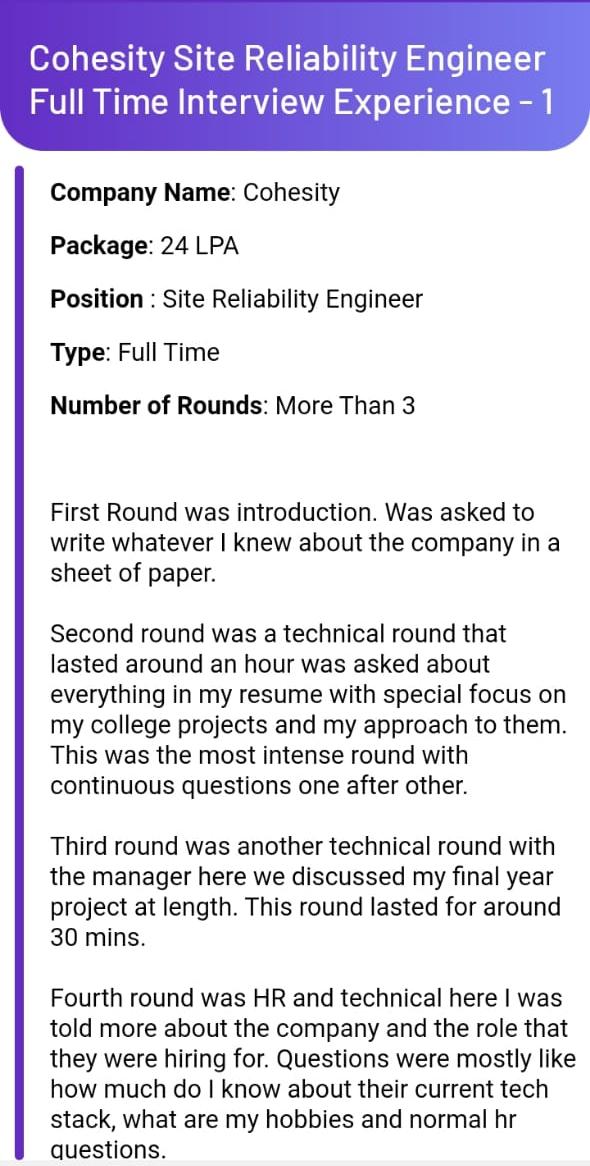 Cohesity Site Reliability Engineer
Full Time Interview Experience - 1
Company Name: Cohesity
Package: 24 LPA
Position : Site Reliability Engineer
Type: Full Time
Number of Rounds: More Than 3
First Round was introduction. Was asked to
write whatever I knew about the company in a
sheet of paper.
Second round was a technical round that
lasted around an hour was asked about
everything in my resume with special focus on
my college projects and my approach to them.
This was the most intense round with
continuous questions one after other.
Third round was another technical round with
the manager here we discussed my final year
project at length. This round lasted for around
30 mins.
Fourth round was HR and technical here I was
told more about the company and the role that
they were hiring for. Questions were mostly like
how much do I know about their current tech
stack, what are my hobbies and normal hr
questions.